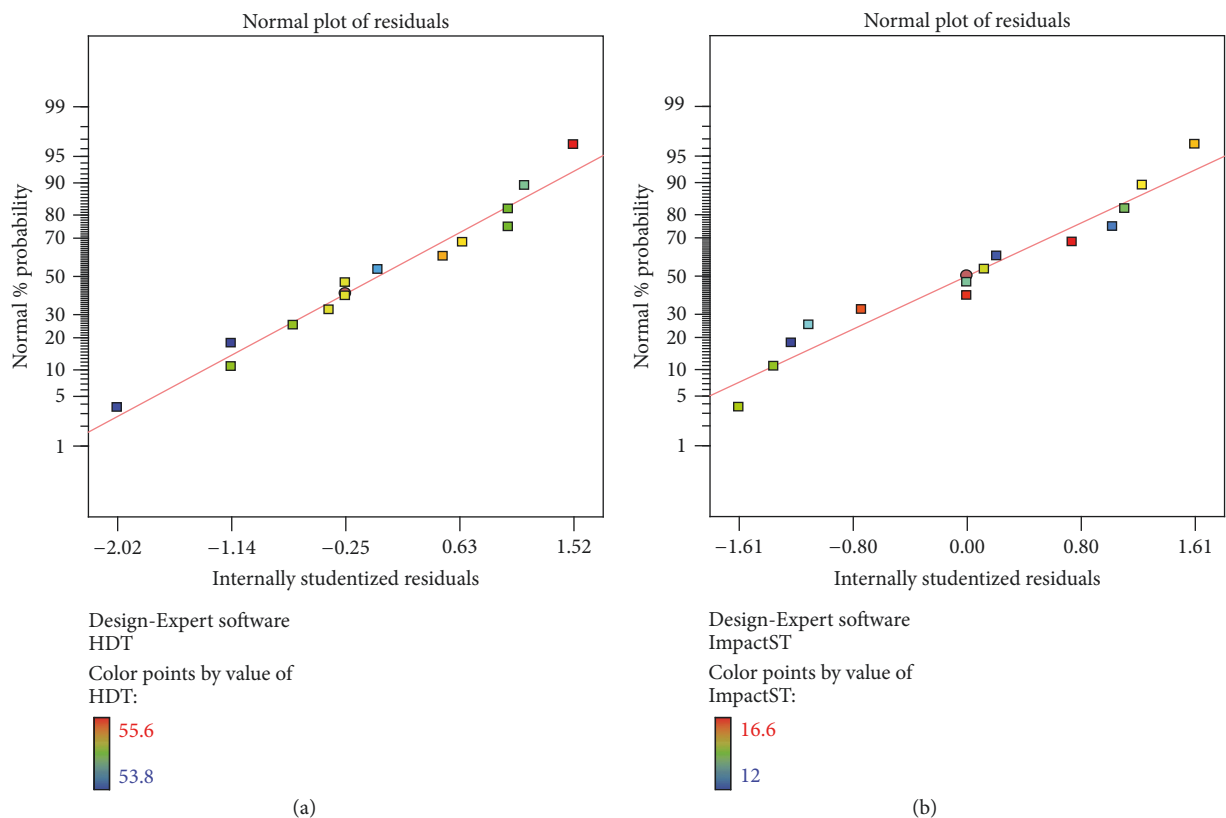 Normal plot of residuals
99
95
90
80
70
50
30
20
10
5
1
Normal % probability
−2.02 −1.14 −0.25 0.63 1.52
Internally studentized residuals
Design-Expert software
HDT
Color points by value of
HDT:
55.6
53.8
(a)
Normal plot of residuals
99
95
90
80
70
50
30
20
10
5
1
Normal % probability
−1.61 −0.80 0.00 0.80 1.61
Internally studentized residuals
Design-Expert software
ImpactST
Color points by value of
ImpactST:
16.6
12
(b)